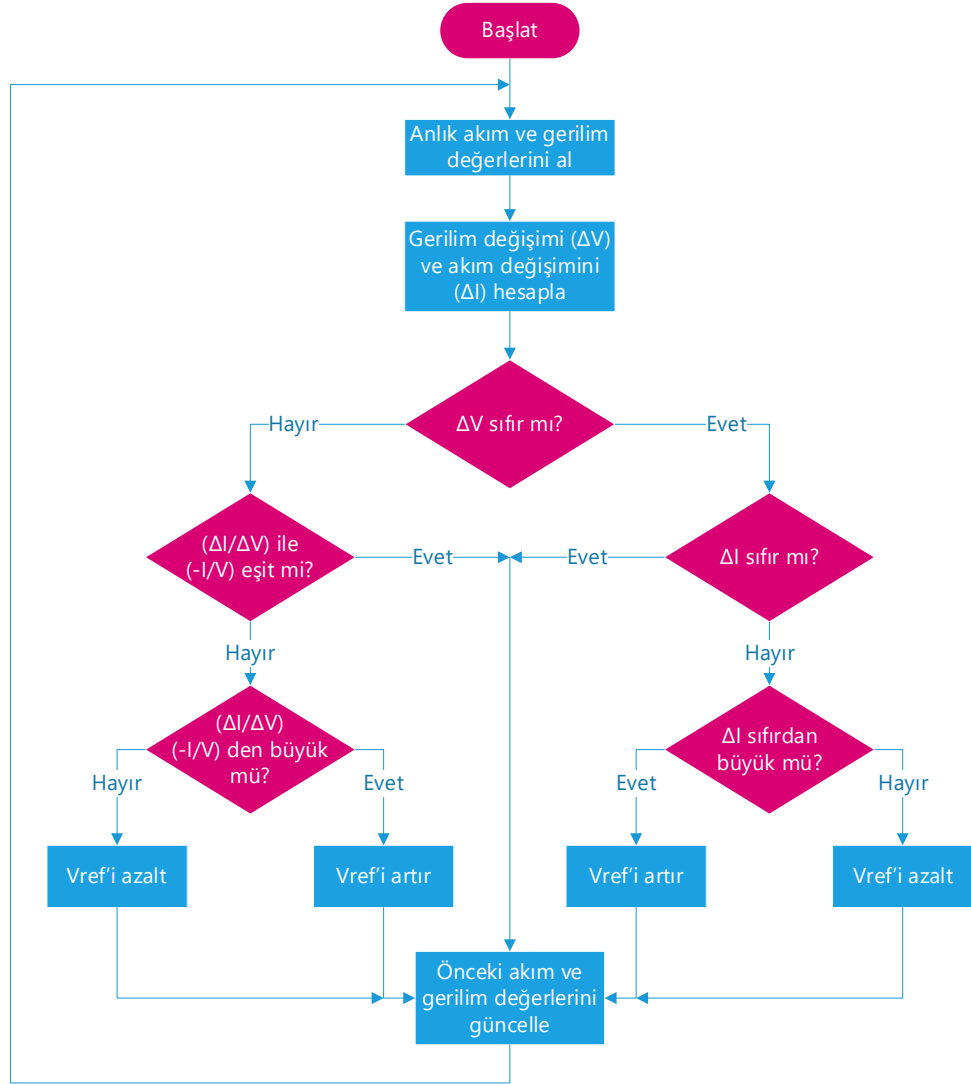 Başlat
Anlık akım ve gerilim
değerlerini al
Gerilim değişimi (ΔV)
ve akım değişimini
(ΔI) hesapla
ΔV sıfır mı?
Hayır
Evet
(ΔI/ΔV) ile
(-I/V) eşit mi?
Evet
Evet
ΔI sıfır mı?
Hayır
Hayır
(ΔI/ΔV)
(-I/V) den büyük
mü?
Hayır
Evet
ΔI sıfırdan
büyük mü?
Evet
Hayır
Vref’i azalt
Vref’i artır
Vref’i artır
Vref’i azalt
Önceki akım ve
gerilim değerlerini
güncelle